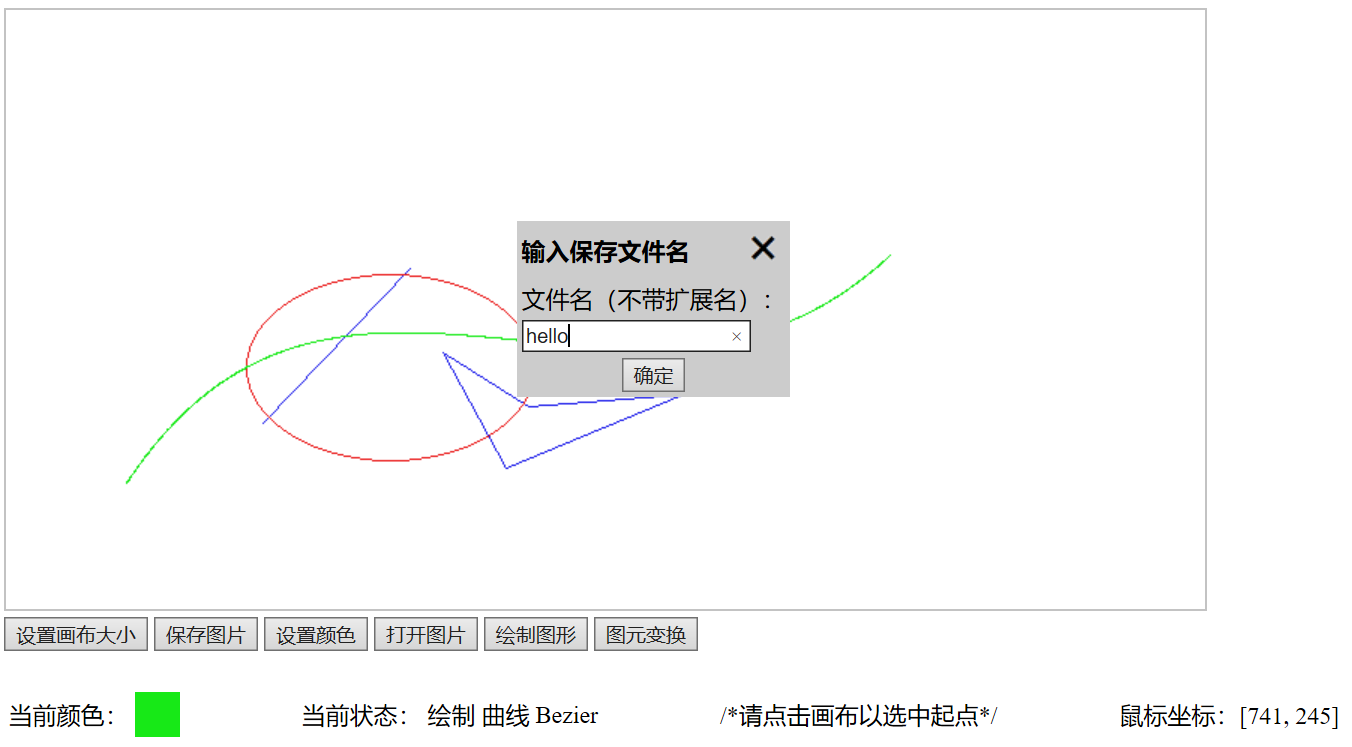 输入保存文件名
文件名（不带扩展名）：
hello
确定
设置画布大小 保存图片 设置颜色 打开图片 绘制图形 图元变换
当前颜色： 当前状态： 绘制 曲线 Bezier /*请点击画布以选中起点*/ 鼠标坐标：[741, 245]